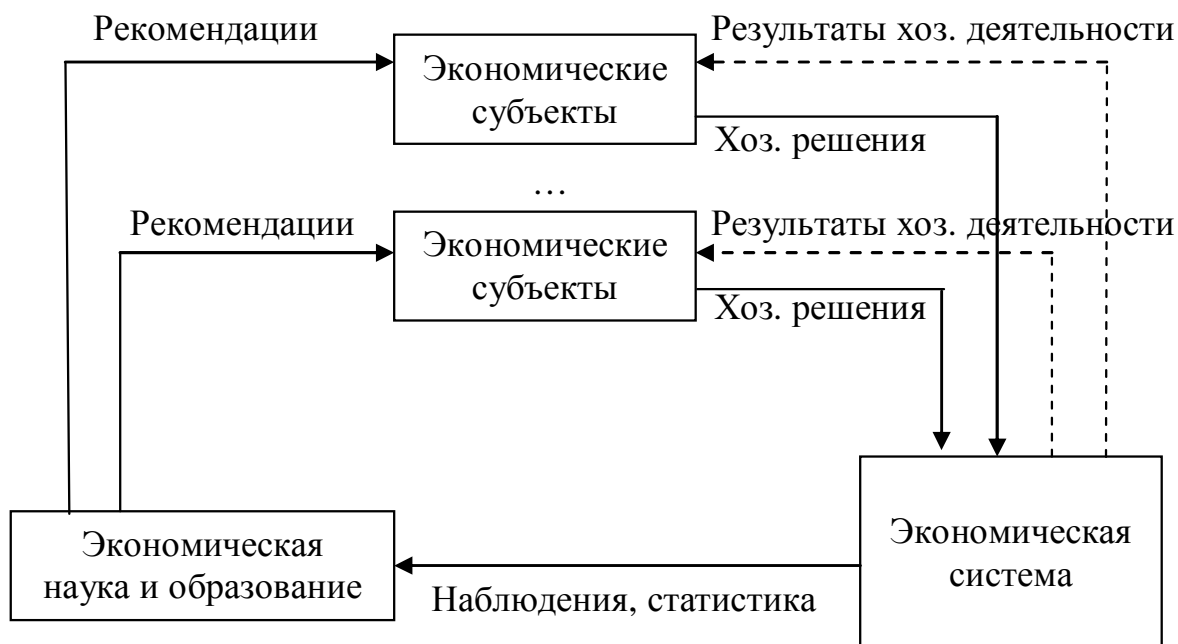 Рекомендации
Результаты хоз. деятельности
Экономические
субъекты
Хоз. решения
…
Рекомендации
Результаты хоз. деятельности
Экономические
субъекты
Хоз. решения
Экономическая
наука и образование
Наблюдения, статистика
Экономическая
система